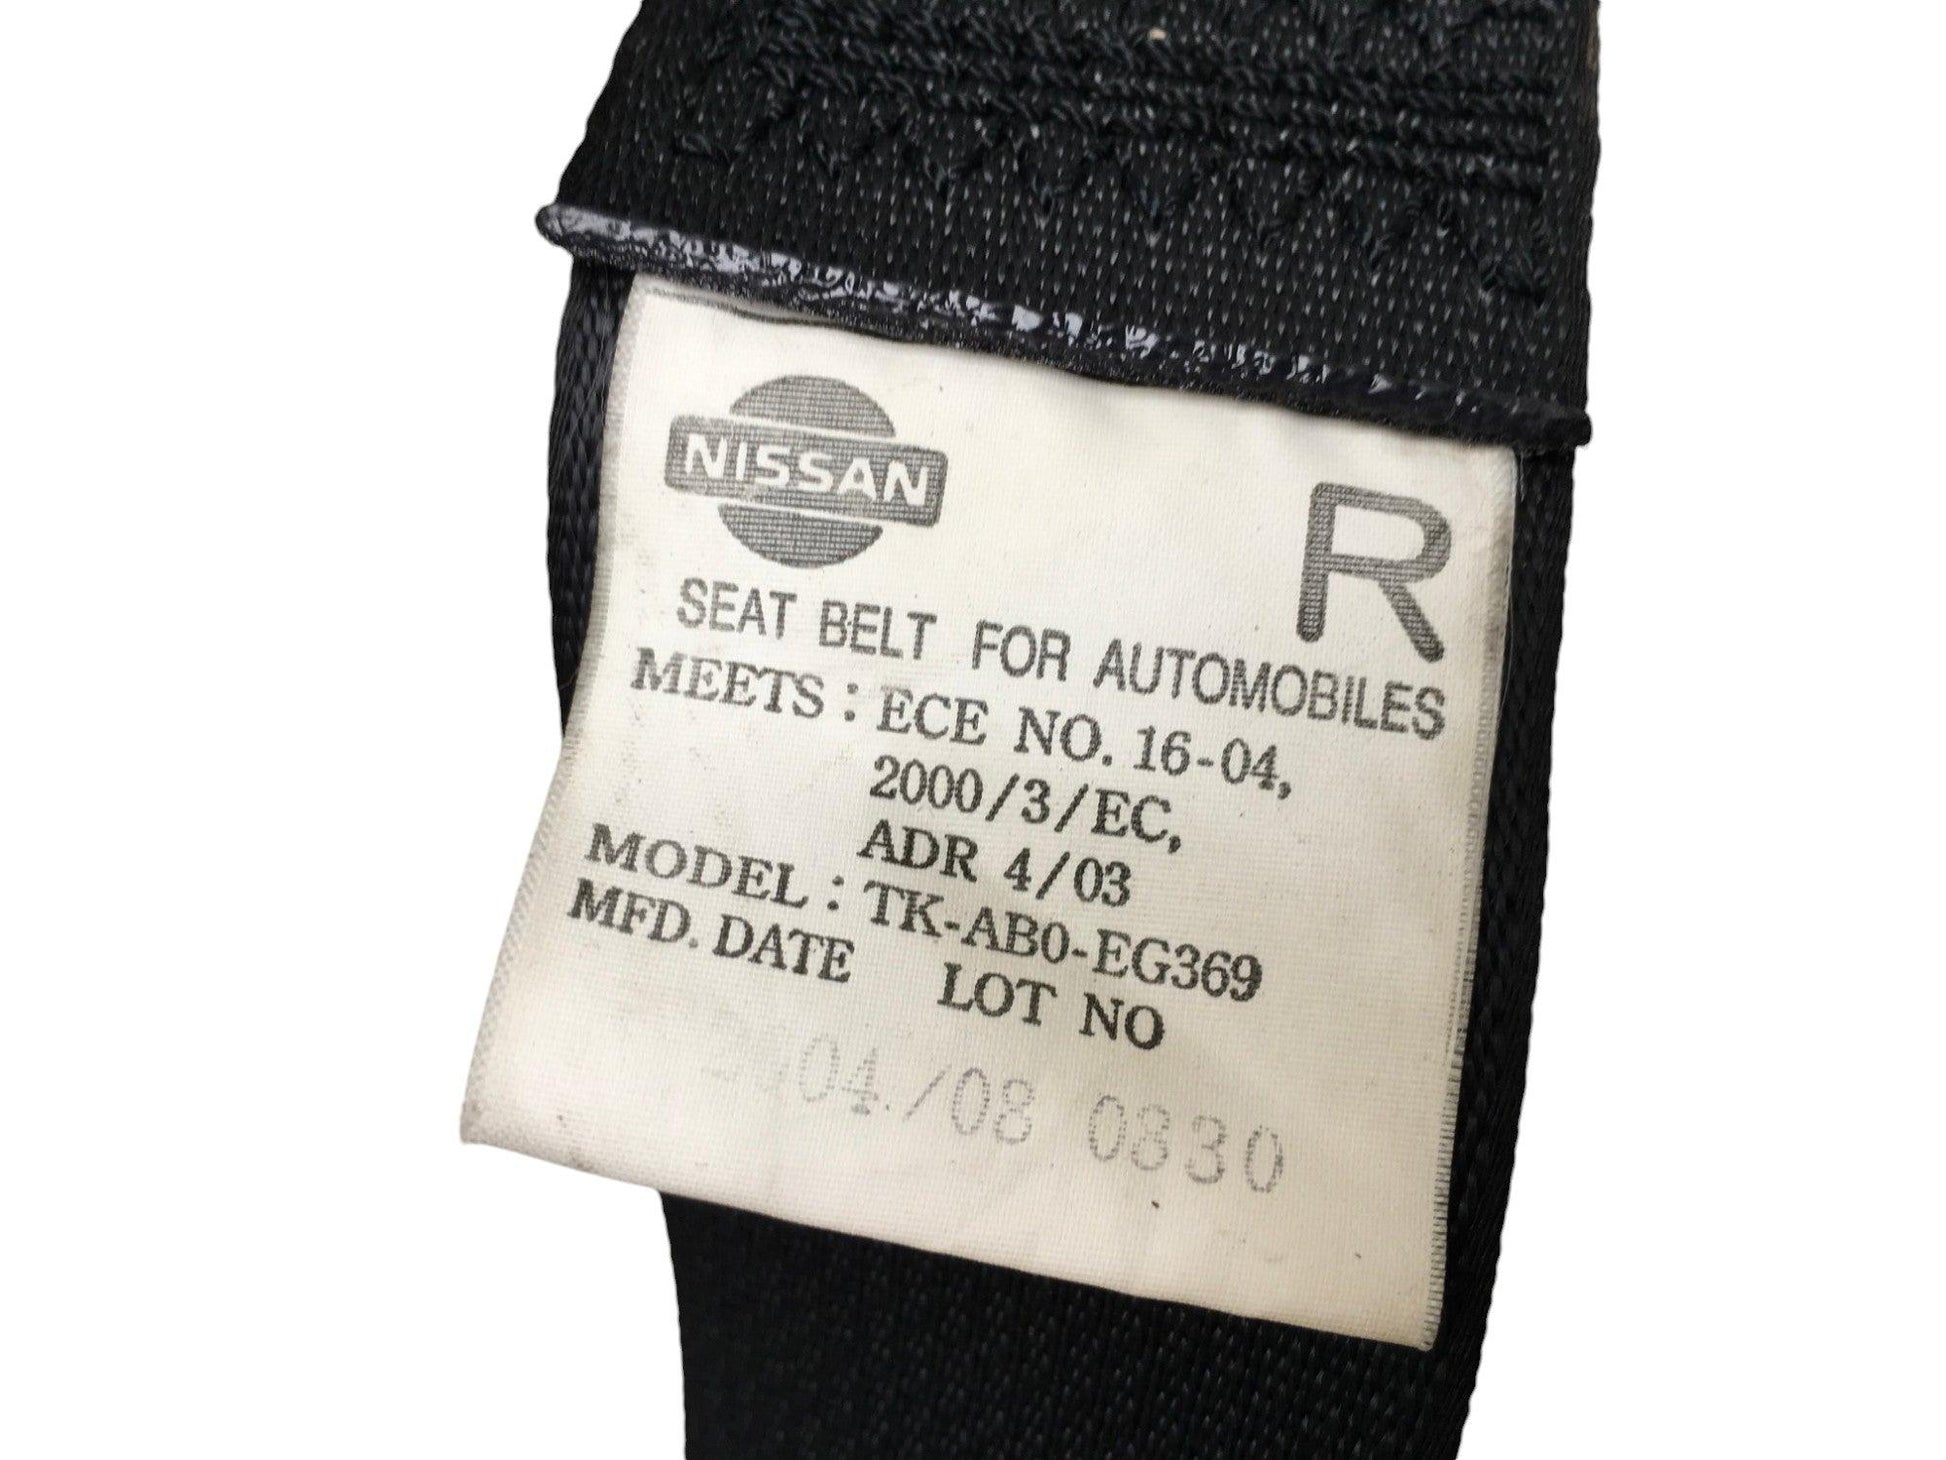 NISSAN
R
SEAT BELT FOR AUTOMOBILES
MEETS : ECE NO. 16-04,
2000/3/EC,
ADR 4/03
MODEL : TK-AB0-EG369
MFD. DATE LOT NO
2004./08 0830